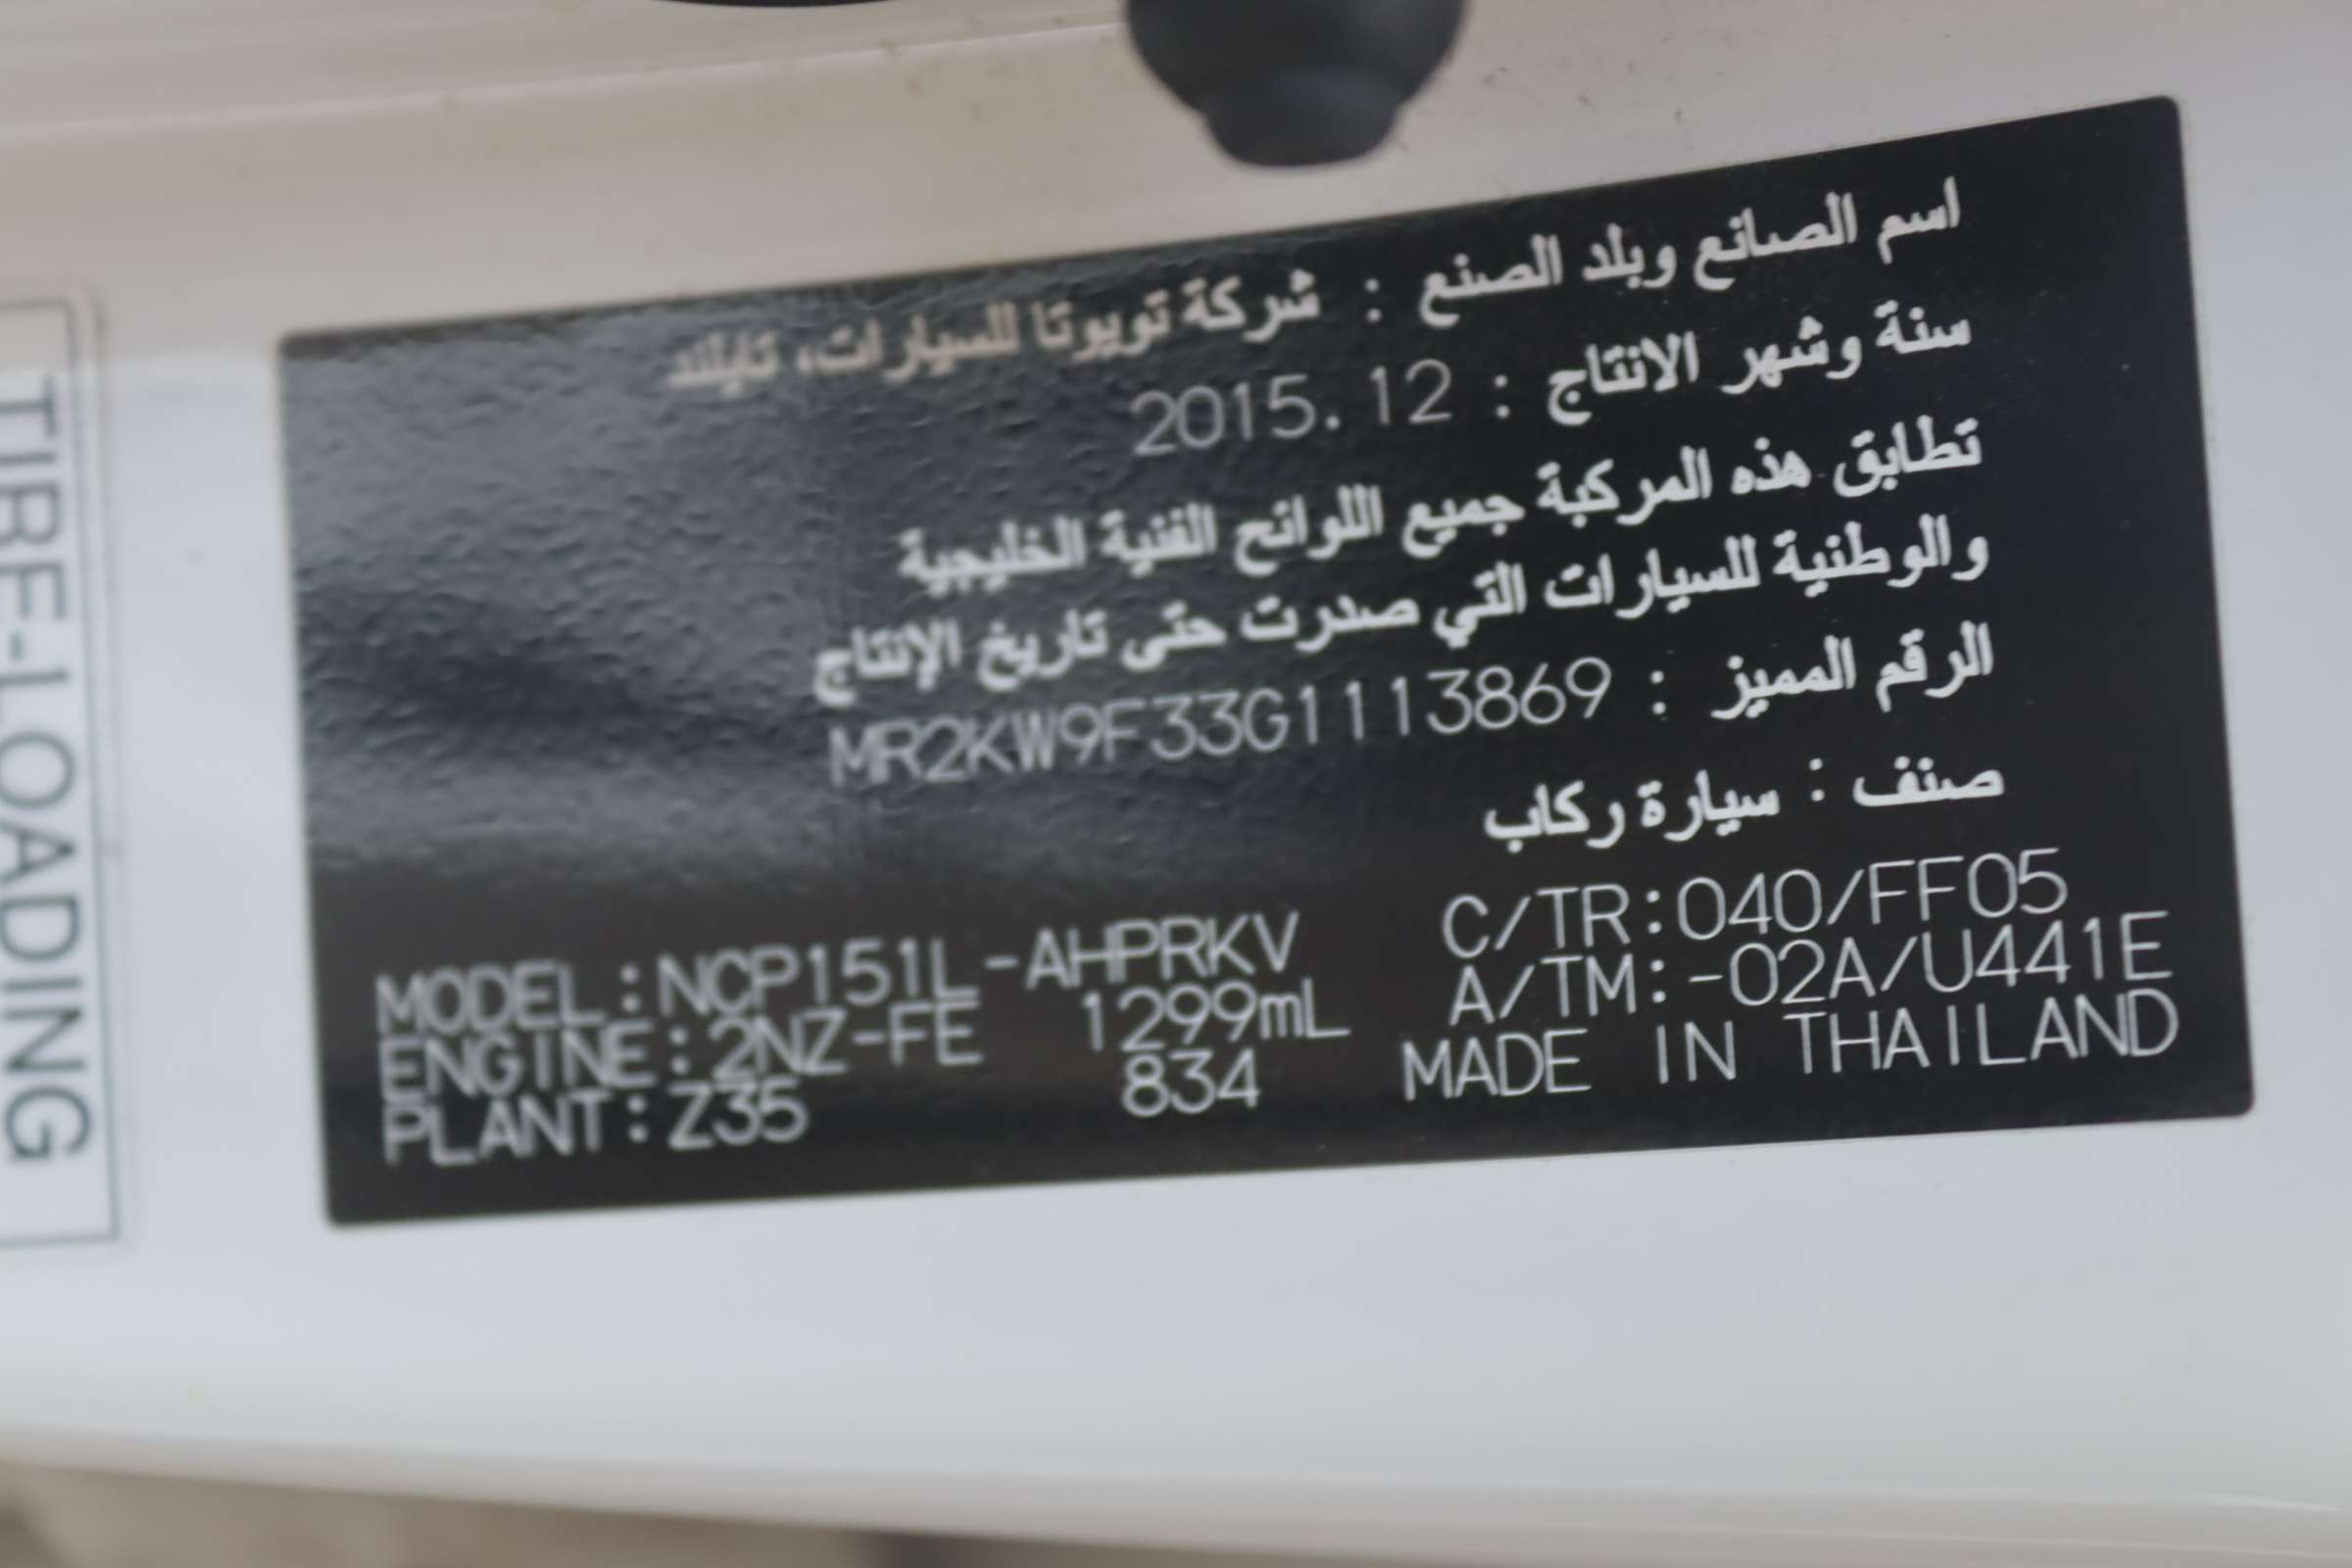 اسم الصانع وبلد الصنع : شركة تويوتا للسيارات، تايلند
سنة وشهر الانتاج : 2015.12
تطابق هذه المركبة جميع اللوائح الفنية الخليجية
والوطنية للسيارات التي صدرت حتى تاريخ الإنتاج
الرقم المميز : MR2KW9F33G1113869
صنف : سيارة ركاب
MODEL:NCP151L-AHPRKV C/TR:040/FF05
ENGINE:2NZ-FE 1299mL A/TM:-02A/U441E
PLANT:Z35 834 MADE IN THAILAND
TIRE-LOADING